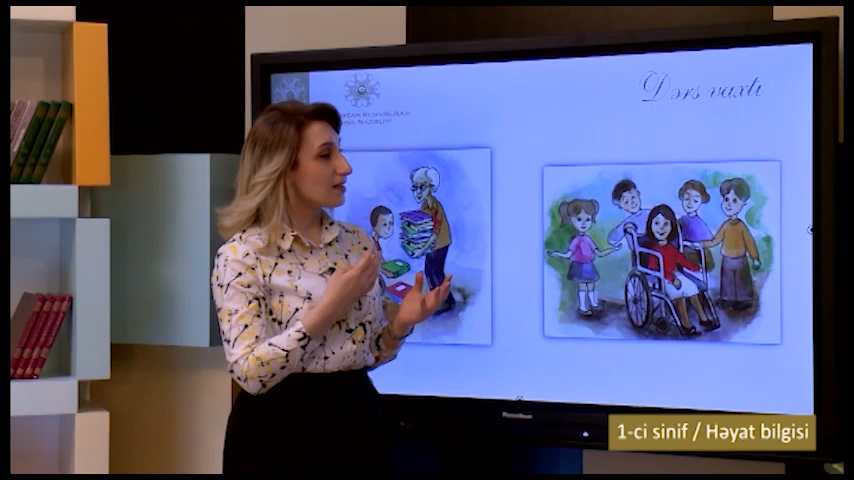 Dərs vaxtı
1-ci sinif / Həyat bilgisi